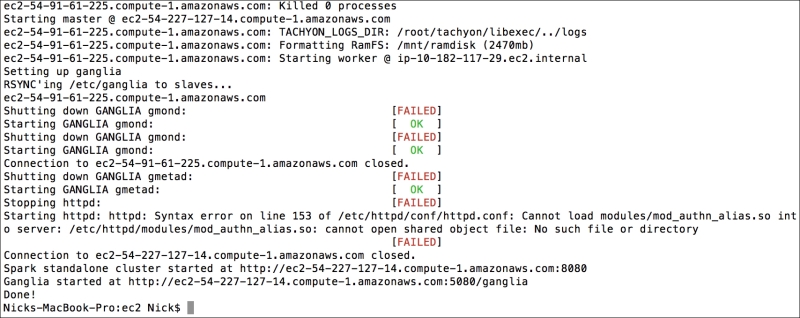 ec2-54-91-61-225.compute-1.amazonaws.com: Killed 0 processes
Starting master @ ec2-54-227-127-14.compute-1.amazonaws.com
ec2-54-91-61-225.compute-1.amazonaws.com: TACHYON_LOGS_DIR: /root/tachyon/libexec/../logs
ec2-54-91-61-225.compute-1.amazonaws.com: Formatting RamFS: /mnt/ramdisk (2470mb)
ec2-54-91-61-225.compute-1.amazonaws.com: Starting worker @ ip-10-182-117-29.ec2.internal
Setting up ganglia
RSYNC'ing /etc/ganglia to slaves...
ec2-54-91-61-225.compute-1.amazonaws.com
Shutting down GANGLIA gmond: [FAILED]
Starting GANGLIA gmond: [ OK ]
Shutting down GANGLIA gmond: [FAILED]
Starting GANGLIA gmond: [ OK ]
Connection to ec2-54-91-61-225.compute-1.amazonaws.com closed.
Shutting down GANGLIA gmetad: [FAILED]
Starting GANGLIA gmetad: [ OK ]
Stopping httpd: [FAILED]
Starting httpd: httpd: Syntax error on line 153 of /etc/httpd/conf/httpd.conf: Cannot load modules/mod_authn_alias.so int
o server: /etc/httpd/modules/mod_authn_alias.so: cannot open shared object file: No such file or directory
[FAILED]
Connection to ec2-54-227-127-14.compute-1.amazonaws.com closed.
Spark standalone cluster started at http://ec2-54-227-127-14.compute-1.amazonaws.com:8080
Ganglia started at http://ec2-54-227-127-14.compute-1.amazonaws.com:5080/ganglia
Done!
Nicks-MacBook-Pro:ec2 Nick$